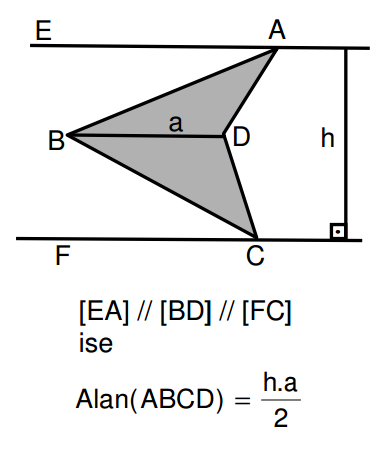 E
A
a
B
D
h
F
C
[EA] // [BD] // [FC]
ise
Alan(ABCD) = h.a / 2